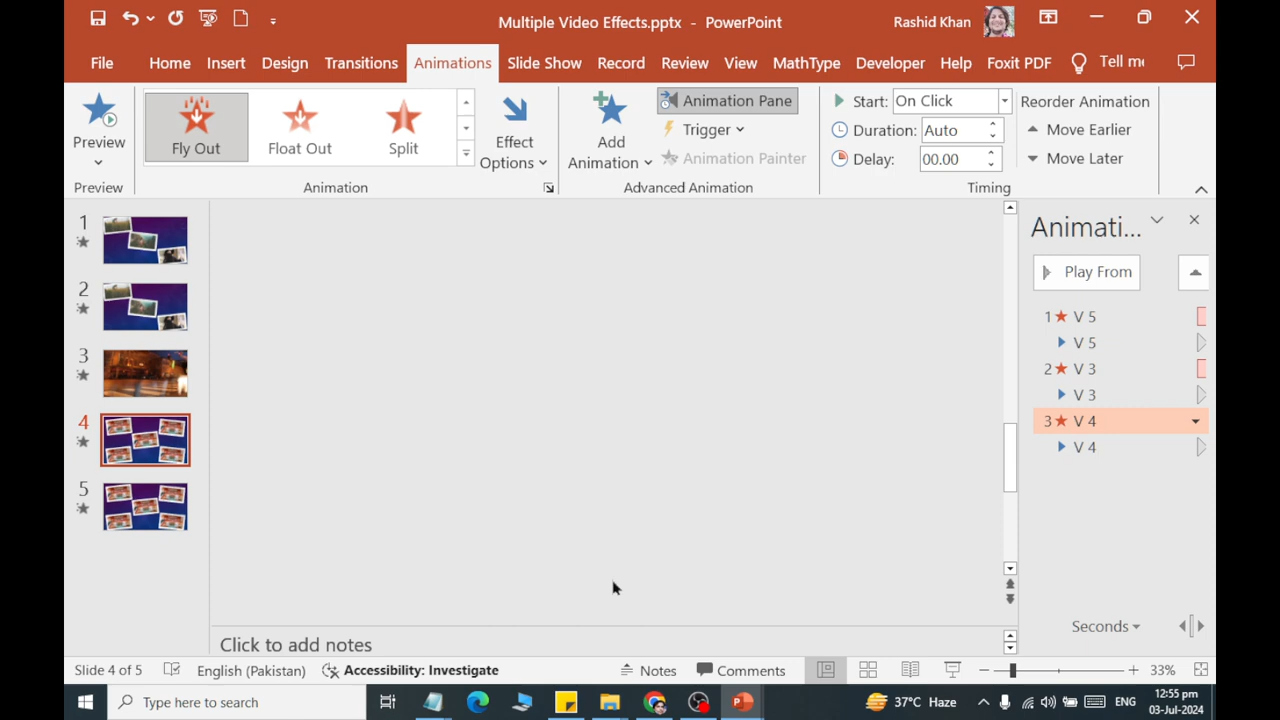 Multiple Video Effects.pptx - PowerPoint
Rashid Khan
File Home Insert Design Transitions Animations Slide Show Record Review View MathType Developer Help Foxit PDF Tell me
Preview
Fly Out
Float Out
Split
Effect
Options
Add
Animation
Animation Pane
Trigger
Animation Painter
Start: On Click
Duration: Auto
Delay: 00.00
Reorder Animation
Move Earlier
Move Later
Preview
Animation
Advanced Animation
Timing
1
2
3
4
5
Animati...
Play From
1 V 5
V 5
2 V 3
V 3
3 V 4
V 4
Seconds
Click to add notes
Slide 4 of 5
English (Pakistan)
Accessibility: Investigate
Notes
Comments
33%
Type here to search
37°C Haze
ENG
12:55 pm
03-Jul-2024